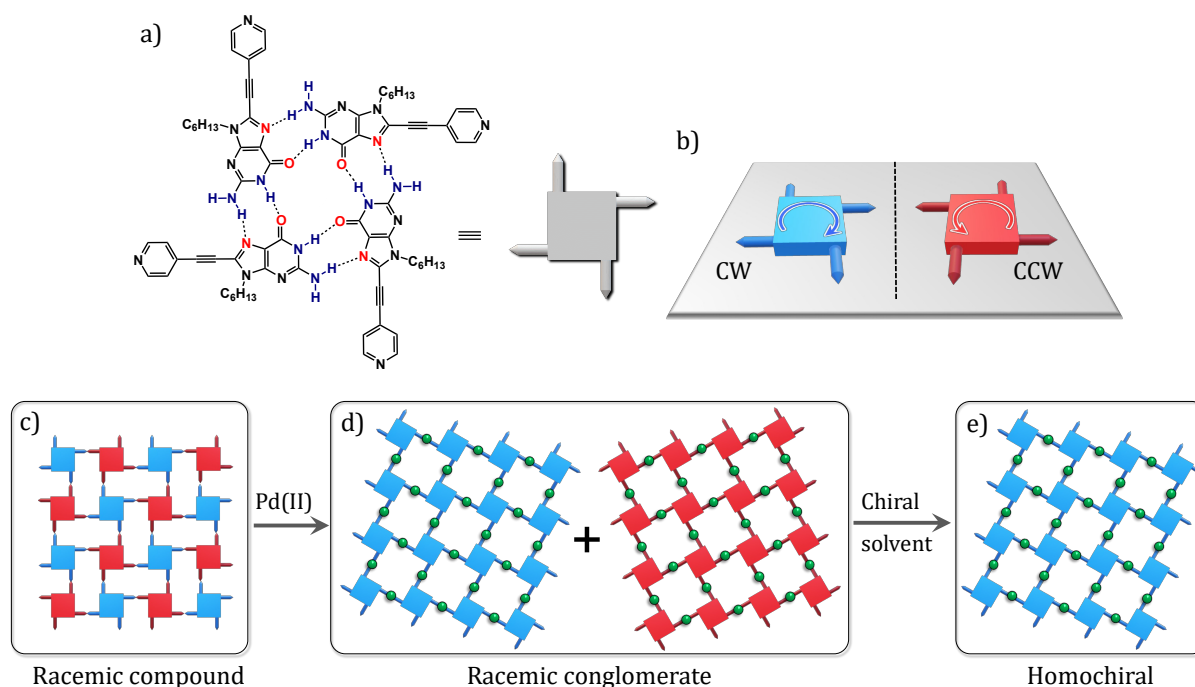 a)
N
C₆H₁₃
H
N
N
N
C₆H₁₃
N
H
N
N
N
H
N
O
N
b)
N
O
H
N
H
H
N
N
H
N
H
N
O
H
O
N
N
N
H
N
H
N
N
C₆H₁₃
N
N
H
N
C₆H₁₃
H
N
CW
CCW
c)
d)
e)
Pd(II)
Chiral
solvent
+
Racemic compound
Racemic conglomerate
Homochiral